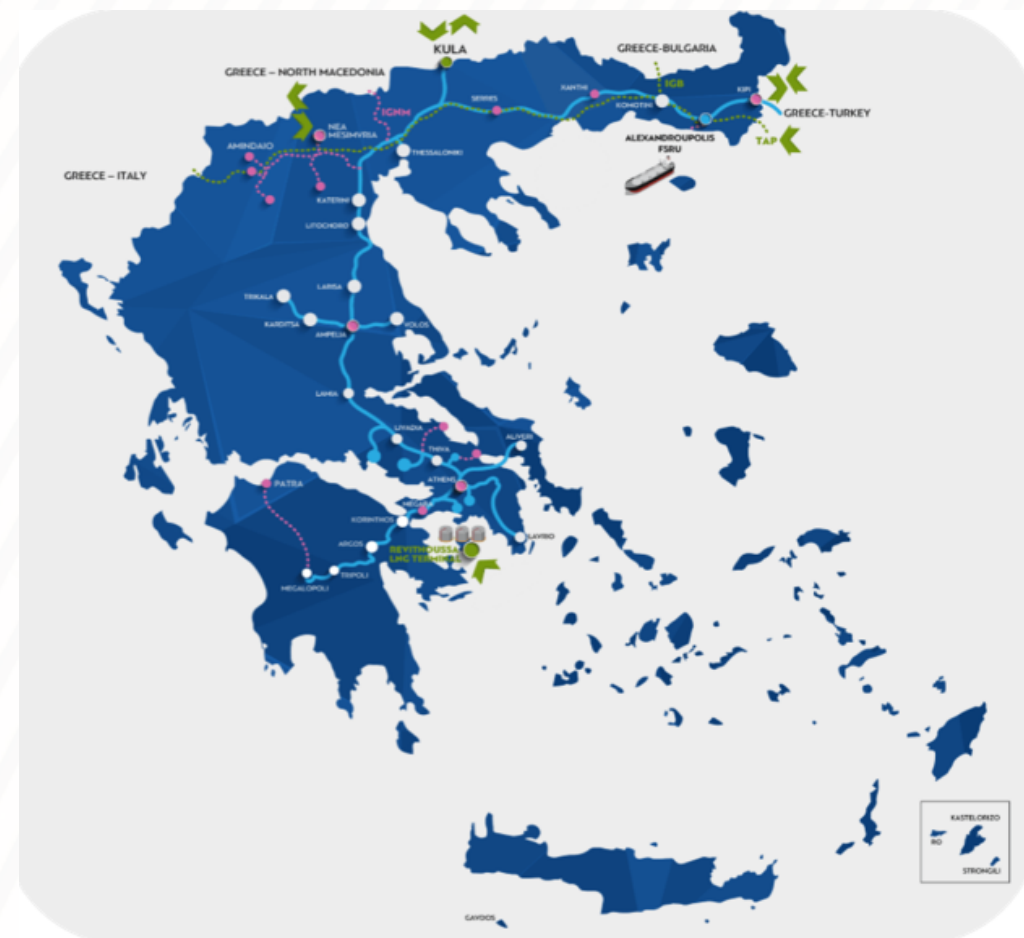 KULA
GREECE-BULGARIA
GREECE – NORTH MACEDONIA
IGB
XANTHI
KIPI
SERRES
KOMOTINI
IGNM
GREECE-TURKEY
NEA
MESIMVRIA
ALEXANDROUPOLIS
FSRU
TAP
AMINDAIO
THESSALONIKI
GREECE – ITALY
KATERINI
LITOCHORO
LARISA
TRIKALA
KARDITSA
VOLOS
AMPELIA
LAMIA
LIVADIA
ALIVERI
THIVA
ATHENS
PATRA
MEGARA
KORINTHOS
LAVRIO
ARGOS
REVITHOUSSA
LNG TERMINAL
TRIPOLI
MEGALOPOLI
KASTELORIZO
RO
STRONGILI
GAVDOS